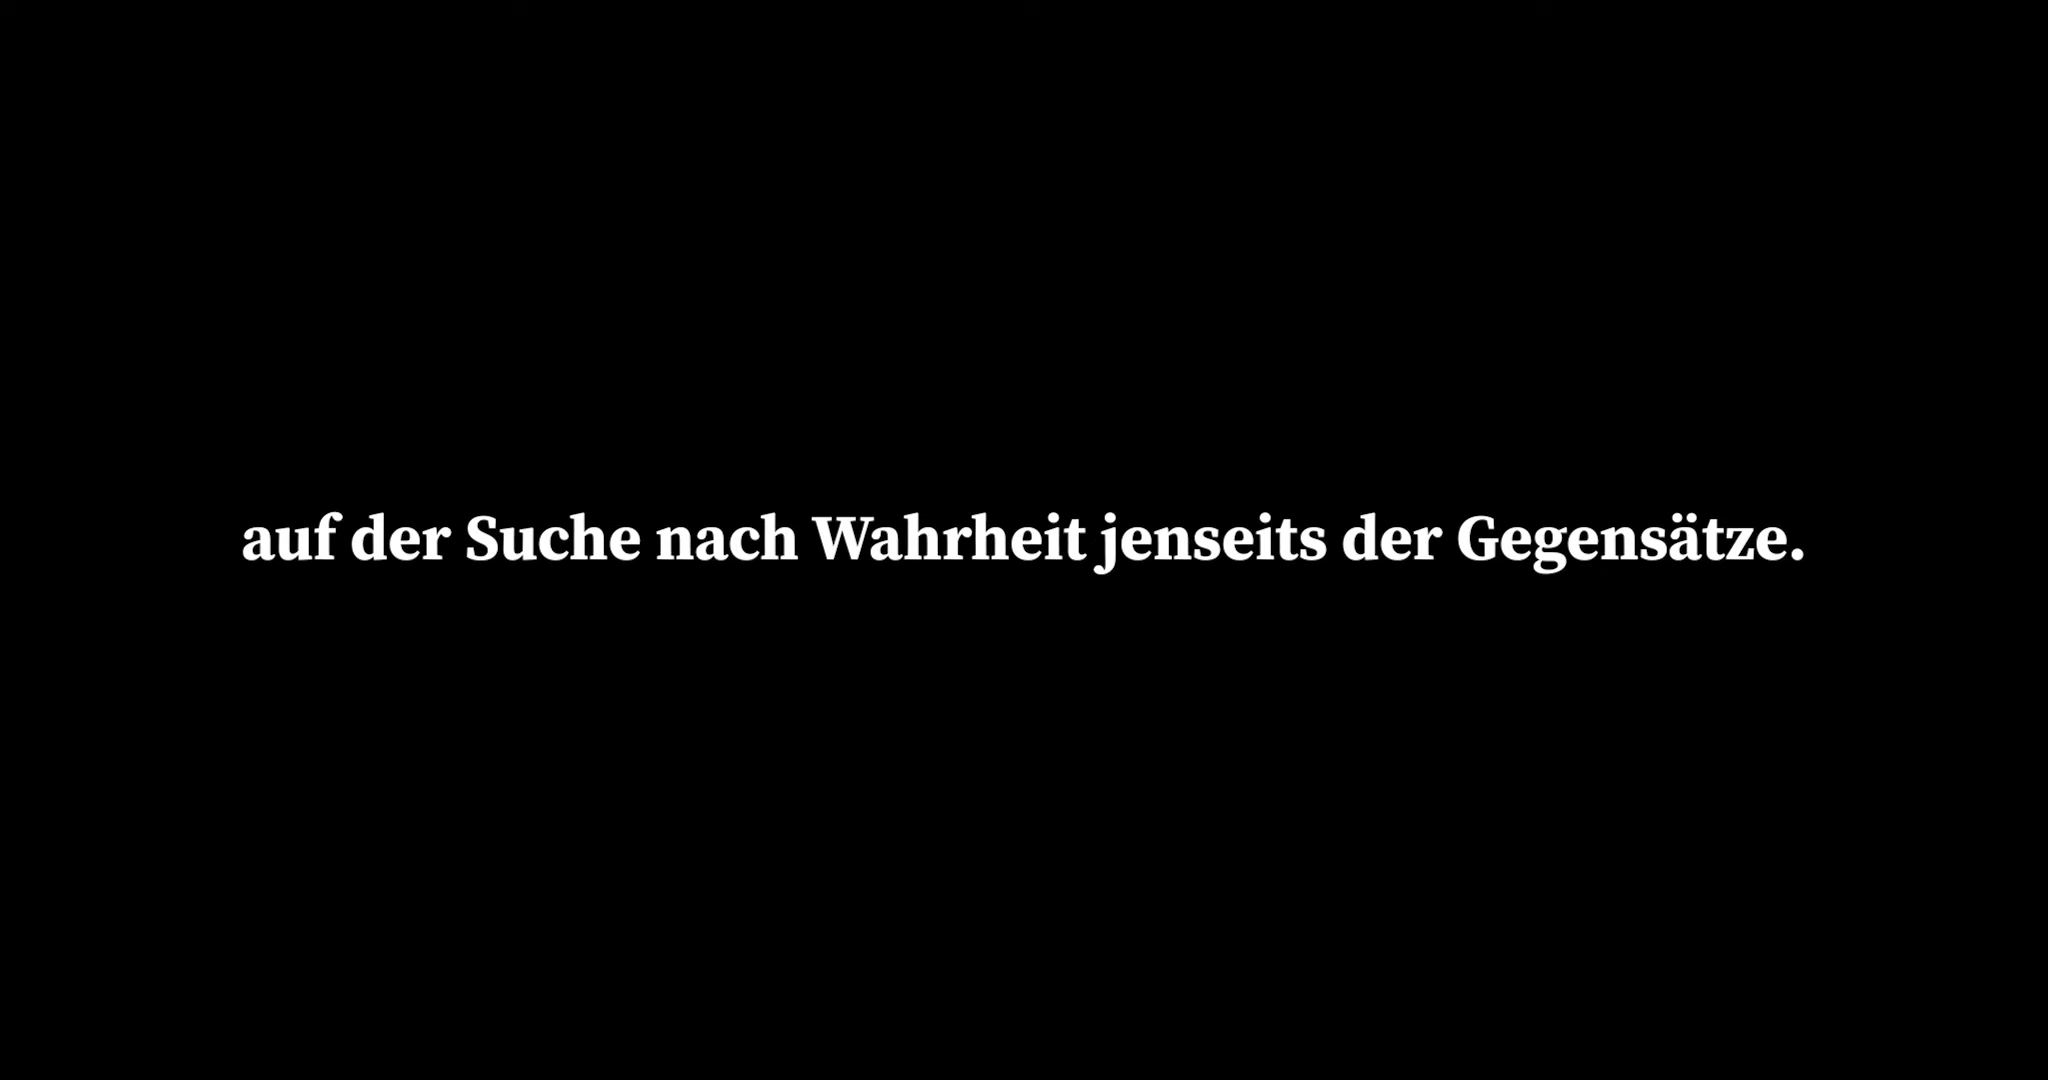 auf der Suche nach Wahrheit jenseits der Gegensätze.